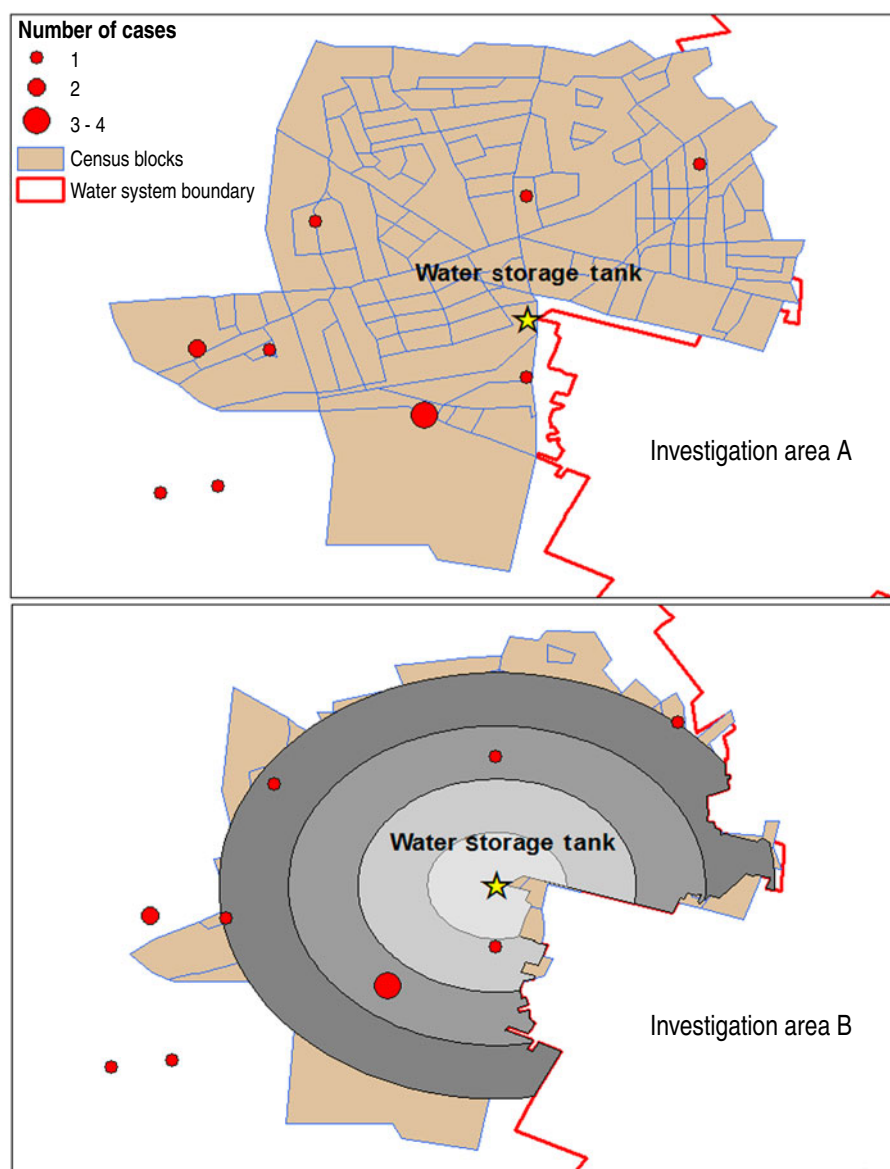 Number of cases
1
2
3 - 4
Census blocks
Water system boundary
Water storage tank
Investigation area A
Water storage tank
Investigation area B